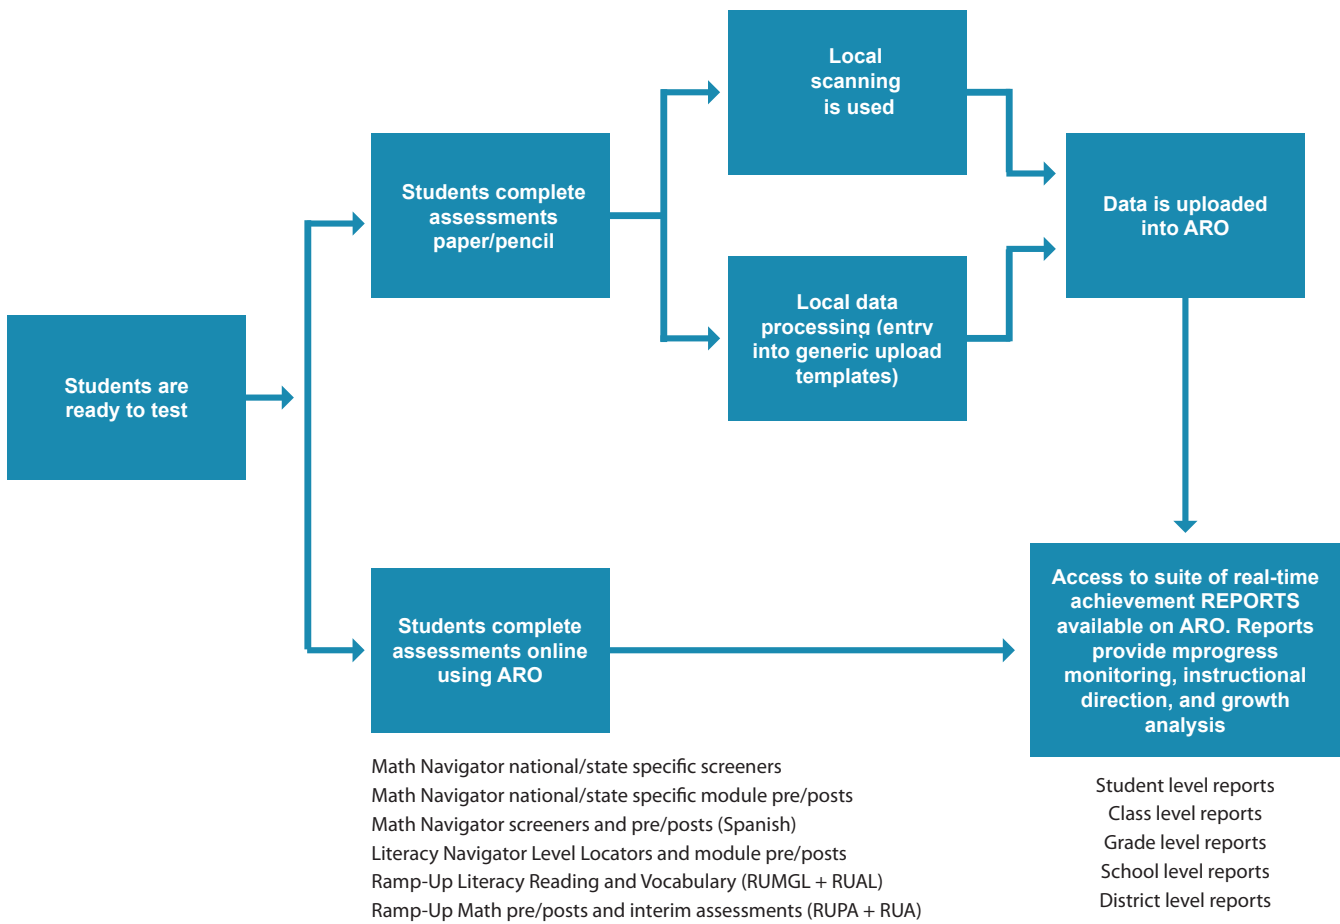 Students are
ready to test
Students complete
assessments
paper/pencil
Local
scanning
is used
Local data
processing (entry
into generic upload
templates)
Data is uploaded
into ARO
Students complete
assessments online
using ARO
Access to suite of real-time
achievement REPORTS
available on ARO. Reports
provide mprogress
monitoring, instructional
direction, and growth
analysis
Math Navigator national/state specific screeners
Math Navigator national/state specific module pre/posts
Math Navigator screeners and pre/posts (Spanish)
Literacy Navigator Level Locators and module pre/posts
Ramp-Up Literacy Reading and Vocabulary (RUMGL + RUAL)
Ramp-Up Math pre/posts and interim assessments (RUPA + RUA)
Student level reports
Class level reports
Grade level reports
School level reports
District level reports